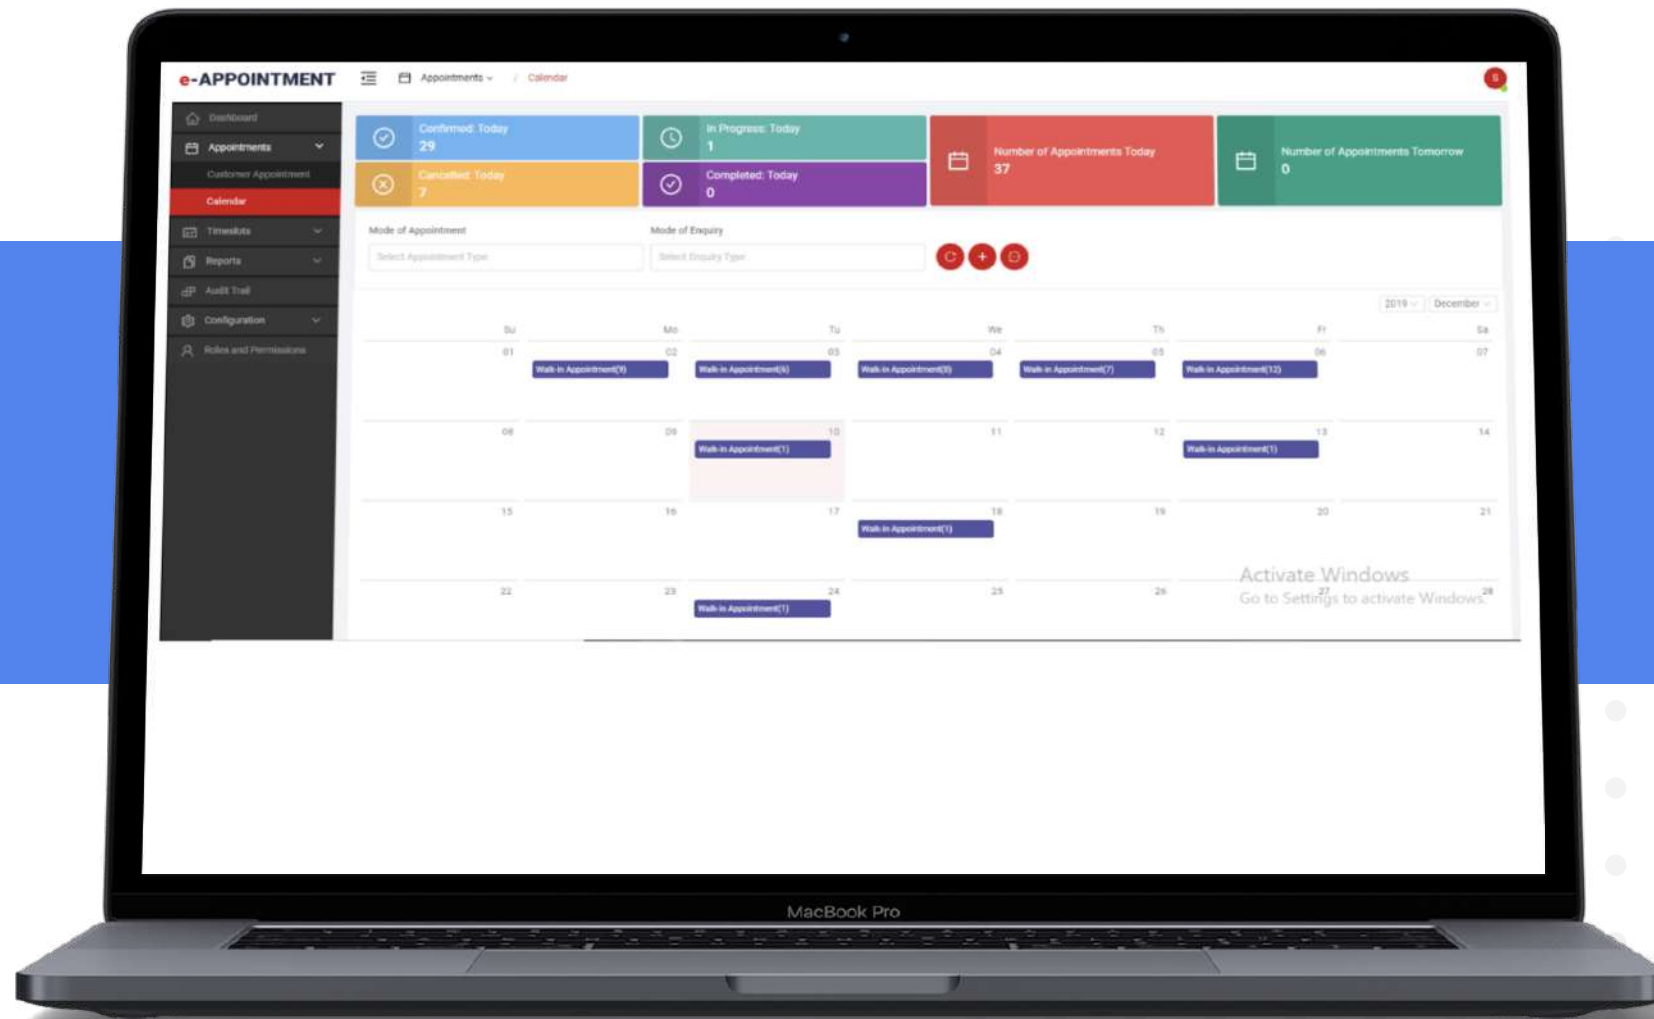 e-APPOINTMENT
Appointments / Calendar
S
Dashboard
Appointments
Customer Appointment
Calendar
Timeslots
Reports
Audit Trail
Configuration
Roles and Permissions
Confirmed: Today
29
In Progress: Today
1
Cancelled: Today
7
Completed: Today
0
Number of Appointments Today
37
Number of Appointments Tomorrow
0
Mode of Appointment
Select Appointment Type
Mode of Enquiry
Select Enquiry Type
2019 December
Su Mo Tu We Th Fr Sa
01 02 03 04 05 06 07
Walk-in Appointment(9) Walk-in Appointment(6) Walk-in Appointment(8) Walk-in Appointment(7) Walk-in Appointment(12)
08 09 10 11 12 13 14
Walk-in Appointment(1) Walk-in Appointment(1)
15 16 17 18 19 20 21
Walk-in Appointment(1)
22 23 24 25 26 27 28
Walk-in Appointment(1)
Activate Windows
Go to Settings to activate Windows.
MacBook Pro